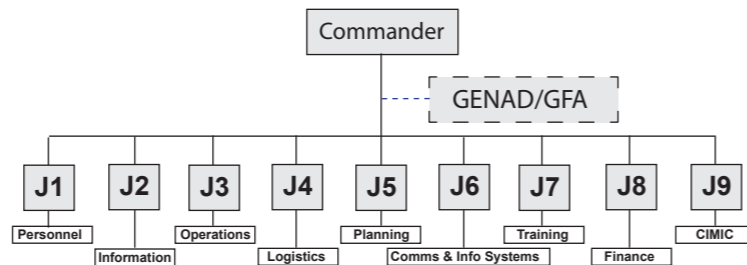 Commander
GENAD/GFA
J1
J2
J3
J4
J5
J6
J7
J8
J9
Personnel
Information
Operations
Logistics
Planning
Comms & Info Systems
Training
Finance
CIMIC